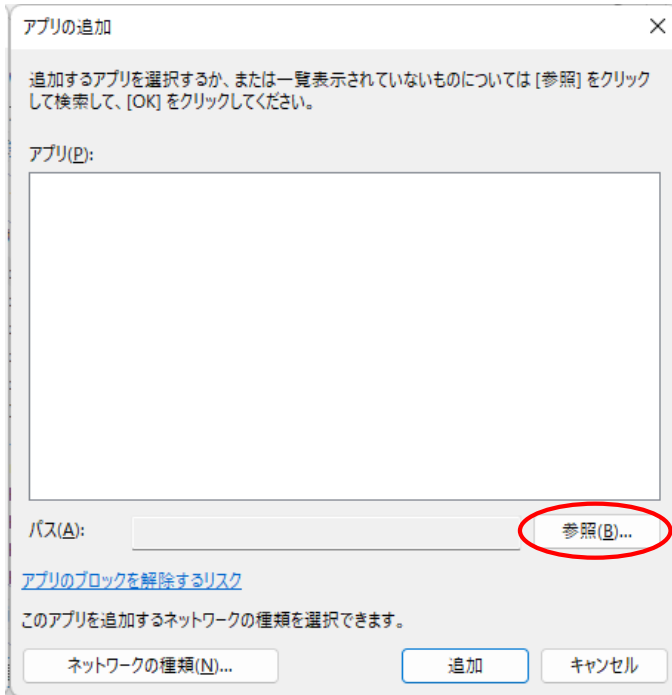 アプリの追加
追加するアプリを選択するか、または一覧表示されていないものについては [参照] をクリック
して検索して、[OK] をクリックしてください。
アプリ(P):
パス(A):
参照(B)...
アプリのブロックを解除するリスク
このアプリを追加するネットワークの種類を選択できます。
ネットワークの種類(N)...
追加
キャンセル